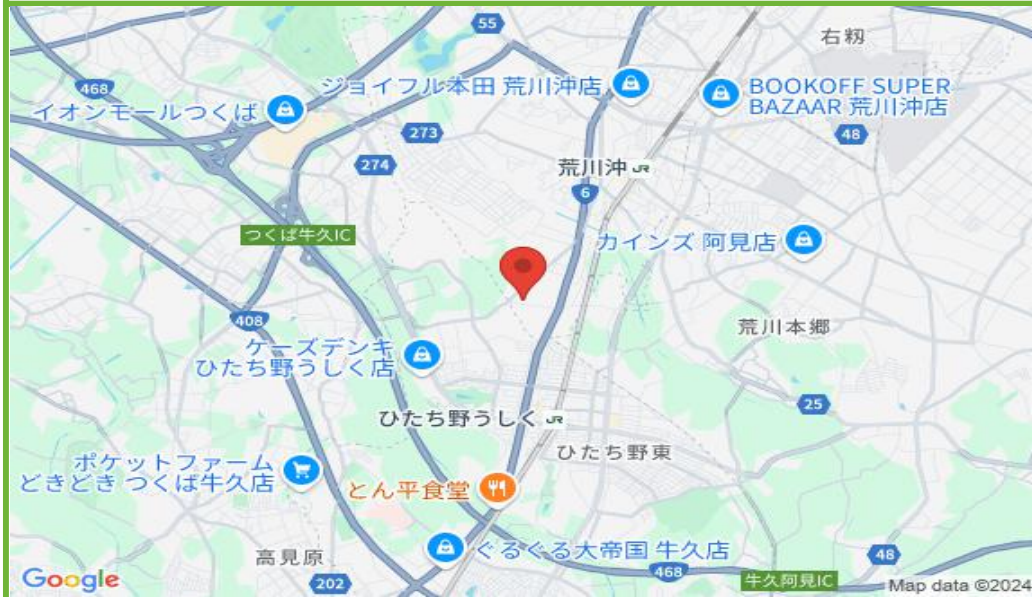 55
右籾
468
ジョイフル本田 荒川沖店
BOOKOFF SUPER
BAZAAR 荒川沖店
イオンモールつくば
273
48
274
荒川沖 JR
6
つくば牛久IC
カインズ 阿見店
408
荒川本郷
ケーズデンキ
ひたち野うしく店
25
ひたち野うしく JR
ひたち野東
ポケットファーム
どきどき つくば牛久店
とん平食堂
高見原
ぐるぐる大帝国 牛久店
48
468
Google
202
牛久阿見IC
Map data ©2024